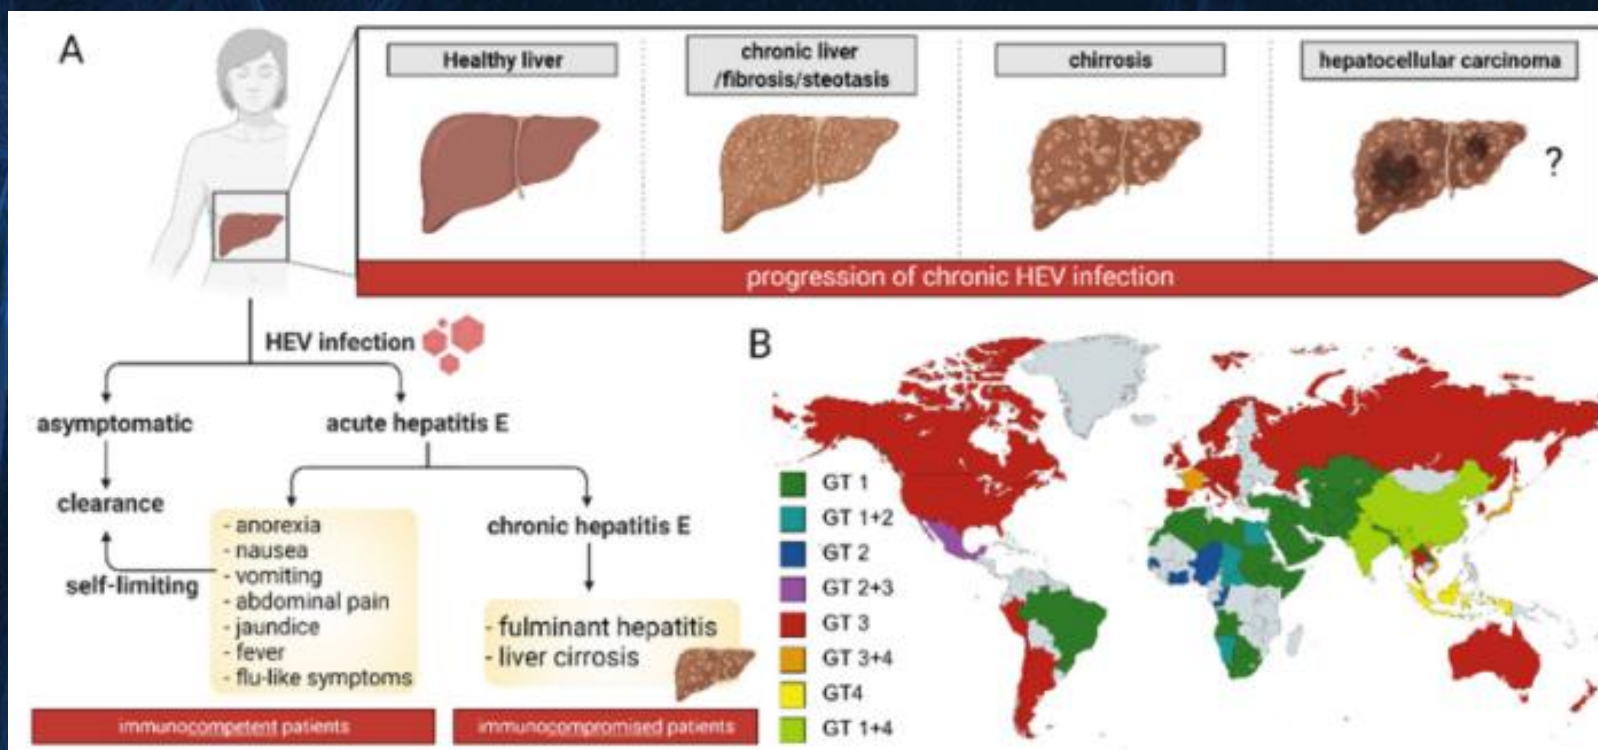 A
Healthy liver
chronic liver
/fibrosis/steotasis
chirrosis
hepatocellular carcinoma
?
progression of chronic HEV infection
HEV infection
asymptomatic
acute hepatitis E
clearance
self-limiting
- anorexia
- nausea
- vomiting
- abdominal pain
- jaundice
- fever
- flu-like symptoms
chronic hepatitis E
- fulminant hepatitis
- liver cirrosis
immunocompetent patients
immunocompromised patients
B
GT 1
GT 1+2
GT 2
GT 2+3
GT 3
GT 3+4
GT4
GT 1+4